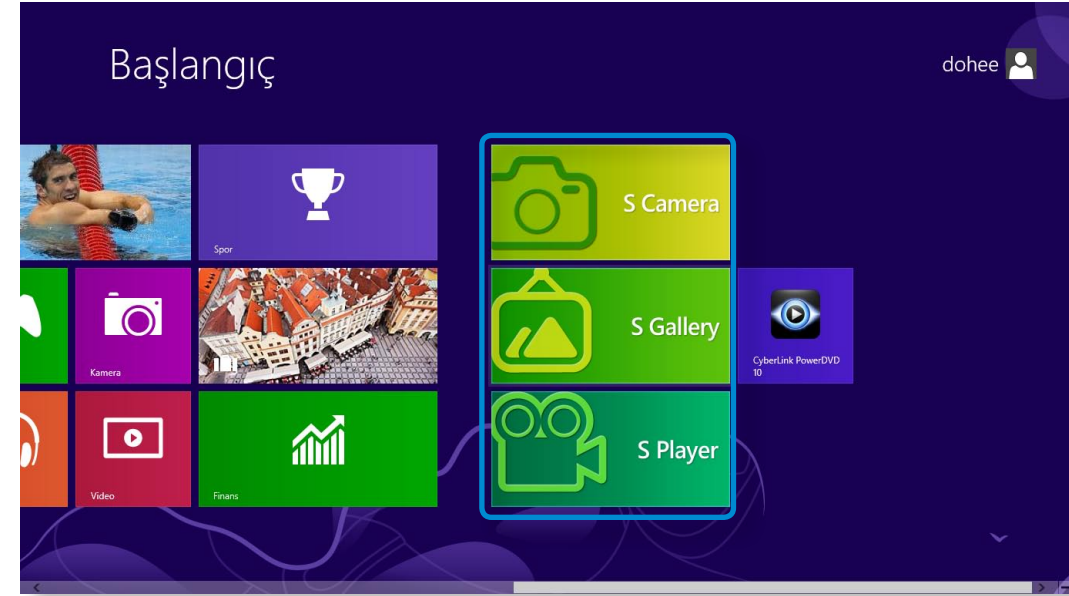 Başlangıç
dohee
Spor
S Camera
Kamera
S Gallery
CyberLink PowerDVD
10
Video
Finans
S Player